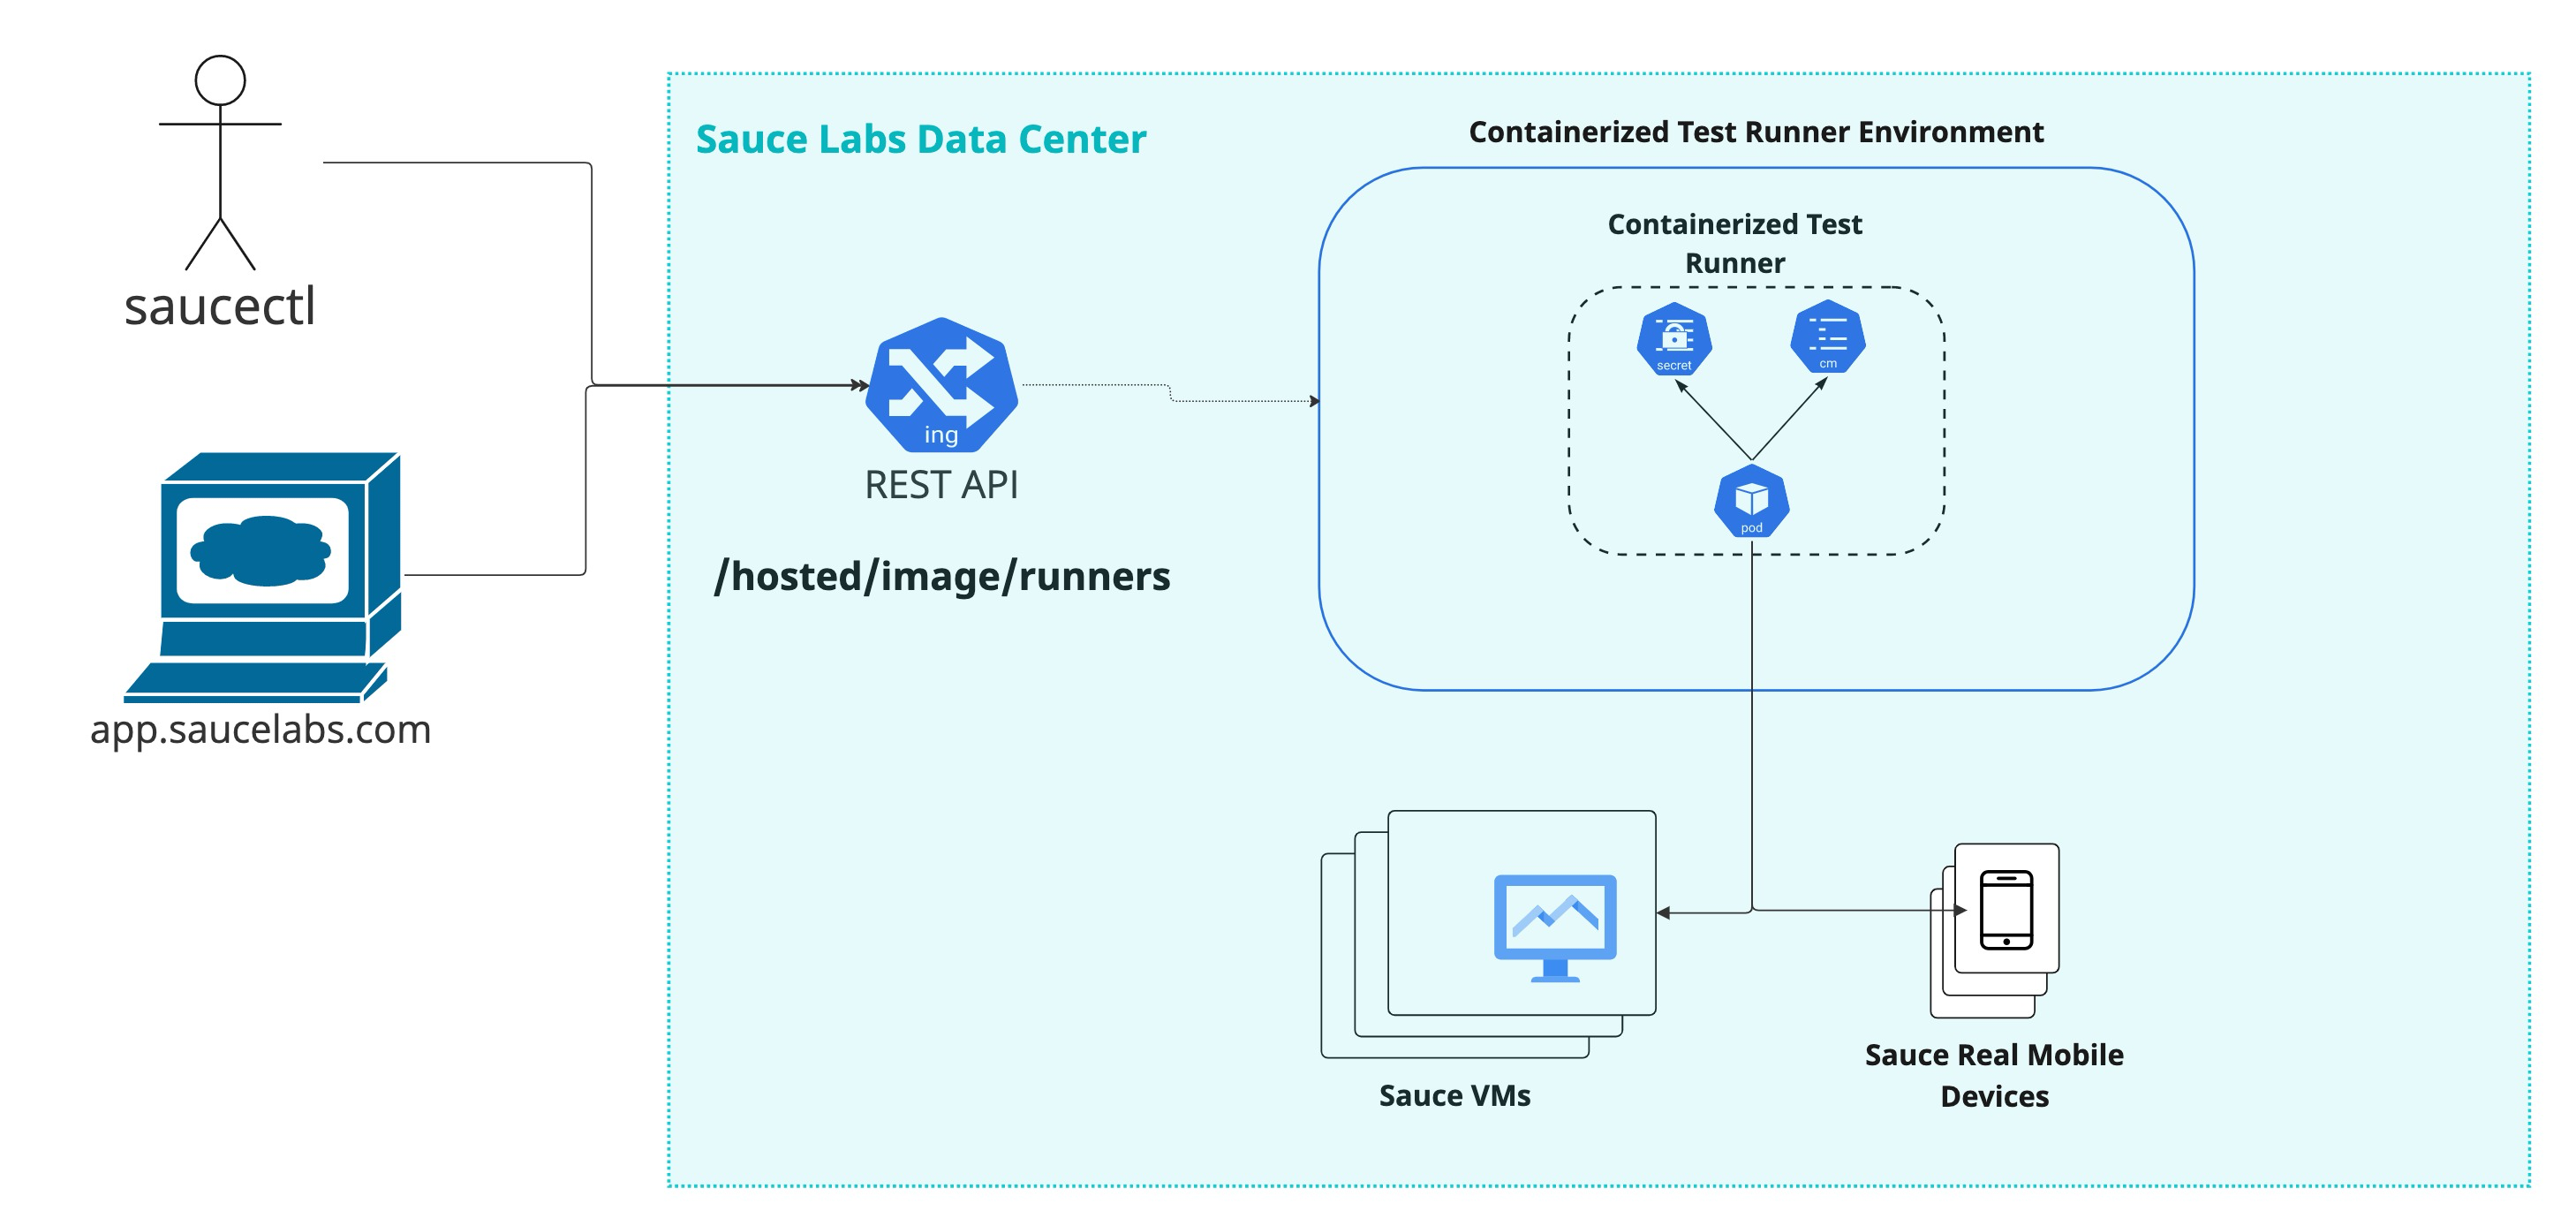 saucectl
app.saucelabs.com
Sauce Labs Data Center
ing
REST API
/hosted/image/runners
Containerized Test Runner Environment
Containerized Test
Runner
secret
cm
pod
Sauce VMs
Sauce Real Mobile
Devices